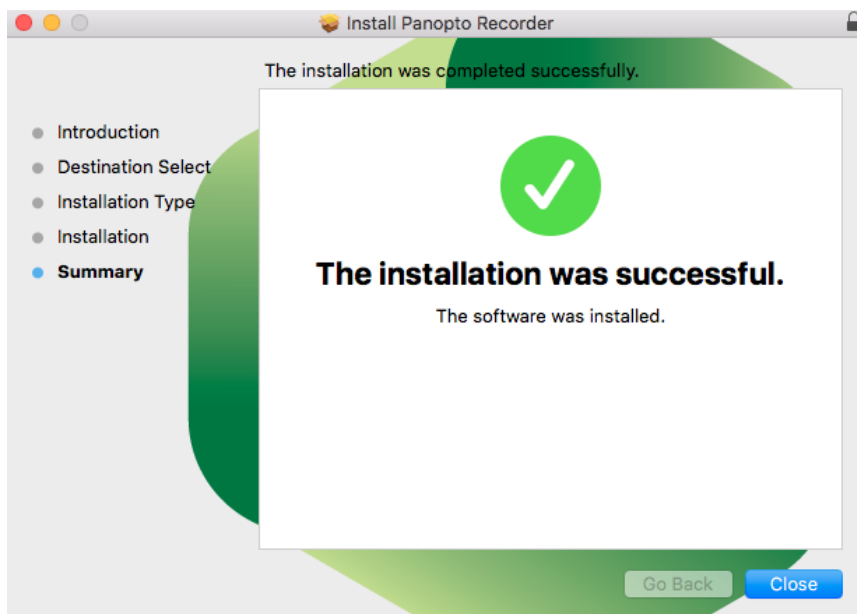 Install Panopto Recorder
The installation was completed successfully.
Introduction
Destination Select
Installation Type
Installation
Summary
The installation was successful.
The software was installed.
Go Back
Close